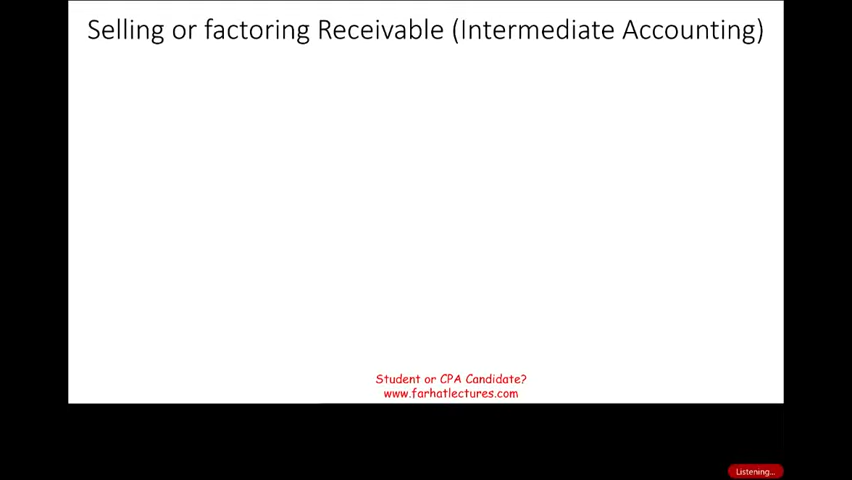 Selling or factoring Receivable (Intermediate Accounting)
Student or CPA Candidate?
www.farhatlectures.com
Listening...